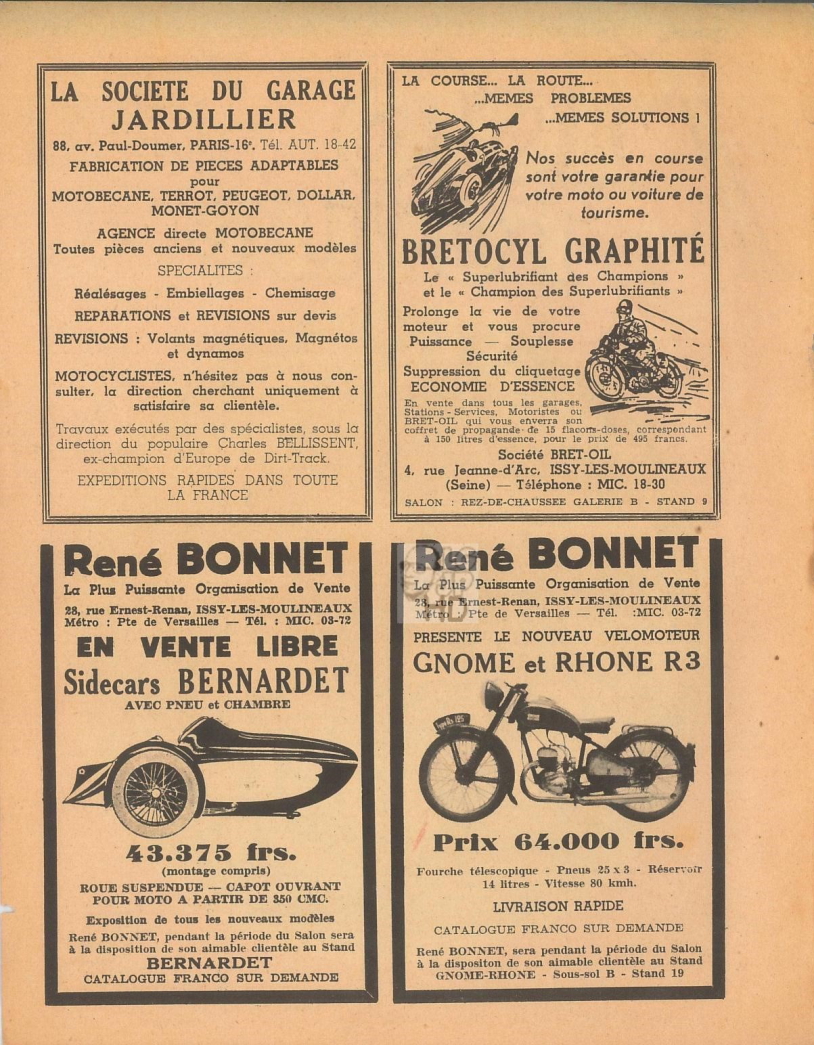 LA SOCIETE DU GARAGE
JARDILLIER
88, av. Paul-Doumer, PARIS-16e. Tél. AUT. 18-42
FABRICATION DE PIECES ADAPTABLES
pour
MOTOBECANE, TERROT, PEUGEOT, DOLLAR,
MONET-GOYON
AGENCE directe MOTOBECANE
Toutes pièces anciens et nouveaux modèles
SPECIALITES :
Réalésages - Embiellages - Chemisage
REPARATIONS et REVISIONS sur devis
REVISIONS : Volants magnétiques, Magnétos
et dynamos
MOTOCYCLISTES, n'hésitez pas à nous con-
sulter, la direction cherchant uniquement à
satisfaire sa clientèle.
Travaux exécutés par des spécialistes, sous la
direction du populaire Charles BELLISSENT,
ex-champion d'Europe de Dirt-Track.
EXPEDITIONS RAPIDES DANS TOUTE
LA FRANCE
LA COURSE... LA ROUTE...
...MEMES PROBLEMES
...MEMES SOLUTIONS !
Nos succès en course
sont votre garantie pour
votre moto ou voiture de
tourisme.
BRETOCYL GRAPHITÉ
Le « Superlubrifiant des Champions »
et le « Champion des Superlubrifiants »
Prolonge la vie de votre
moteur et vous procure
Puissance — Souplesse
Sécurité
Suppression du cliquetage
ECONOMIE D'ESSENCE
En vente dans tous les garages,
Stations-Services, Motoristes ou
BRET-OIL qui vous enverra son
coffret de propagande de 15 flacons-doses, correspondant
à 150 litres d'essence, pour le prix de 495 francs.
Société BRET-OIL
4, rue Jeanne-d'Arc, ISSY-LES-MOULINEAUX
(Seine) — Téléphone : MIC. 18-30
SALON : REZ-DE-CHAUSSEE GALERIE B - STAND 9
René BONNET
La Plus Puissante Organisation de Vente
28, rue Ernest-Renan, ISSY-LES-MOULINEAUX
Métro : Pte de Versailles — Tél. : MIC. 03-72
EN VENTE LIBRE
Sidecars BERNARDET
AVEC PNEU et CHAMBRE
43.375 frs.
(montage compris)
ROUE SUSPENDUE — CAPOT OUVRANT
POUR MOTO A PARTIR DE 350 CMC.
Exposition de tous les nouveaux modèles
René BONNET, pendant la période du Salon sera
à la disposition de son aimable clientèle au Stand
BERNARDET
CATALOGUE FRANCO SUR DEMANDE
René BONNET
La Plus Puissante Organisation de Vente
28, rue Ernest-Renan, ISSY-LES-MOULINEAUX
Métro : Pte de Versailles — Tél. :MIC. 03-72
PRESENTE LE NOUVEAU VELOMOTEUR
GNOME et RHONE R3
Prix 64.000 frs.
Fourche télescopique - Pneus 25 x 3 - Réservoir
14 litres - Vitesse 80 kmh.
LIVRAISON RAPIDE
CATALOGUE FRANCO SUR DEMANDE
René BONNET, sera pendant la période du Salon
à la dispositon de son aimable clientèle au Stand
GNOME-RHONE - Sous-sol B - Stand 19